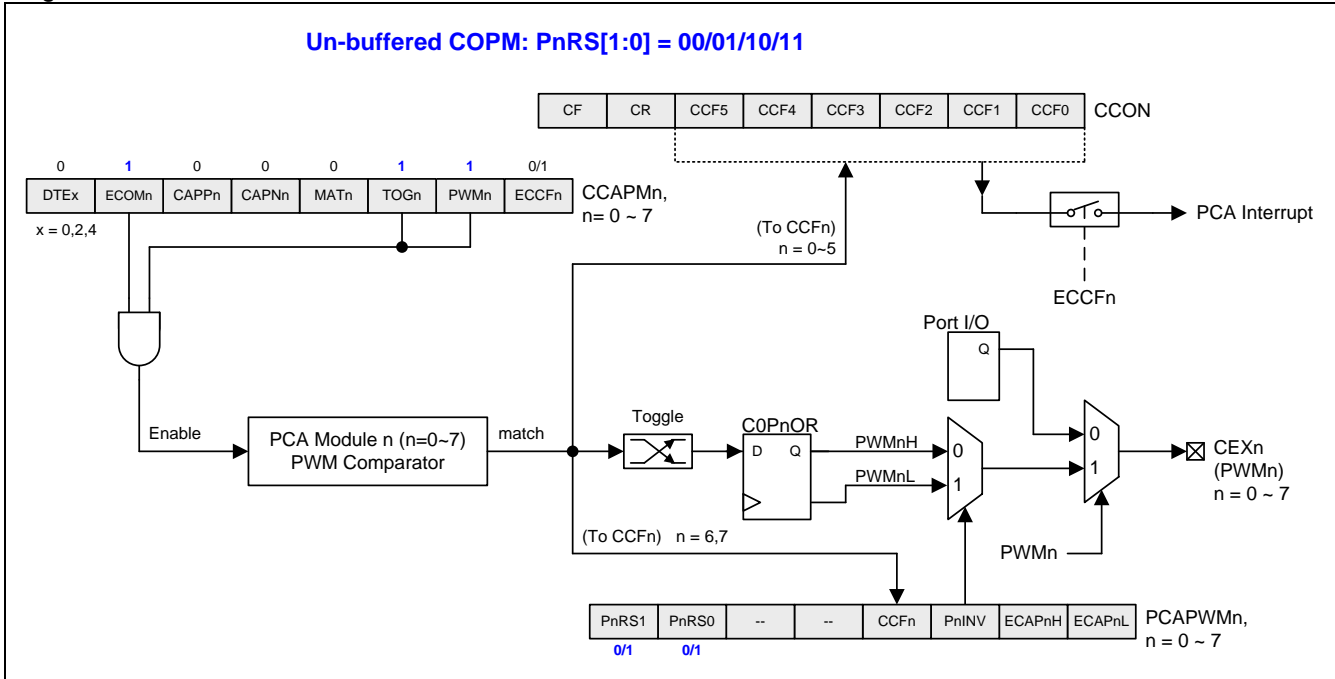 Un-buffered COPM: PnRS[1:0] = 00/01/10/11
CF CR CCF5 CCF4 CCF3 CCF2 CCF1 CCF0 CCON
0 1 0 0 0 1 1 0/1
DTEx ECOMn CAPPn CAPNn MATn TOGn PWMn ECCFn CCAPMn,
n= 0 ~ 7
x = 0,2,4
(To CCFn)
n = 0~5
PCA Interrupt
ECCFn
Port I/O
Q
Enable
PCA Module n (n=0~7)
PWM Comparator
match
Toggle
C0PnOR
D Q
PWMnH
PWMnL
0
1
0
1
CEXn
(PWMn)
n = 0 ~ 7
(To CCFn) n = 6,7
PWMn
PnRS1 PnRS0 -- -- CCFn PnINV ECAPnH ECAPnL PCAPWMn,
n = 0 ~ 7
0/1 0/1